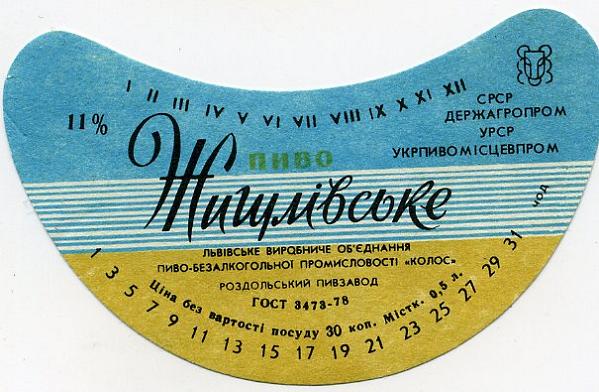 I II III IV V VI VII VIII IX X XI XII
11%
СРСР
ДЕРЖАГРОПРОМ
УРСР
УКРПИВОМІСЦЕВПРОМ
ПИВО
Жигулівське
ЛЬВІВСЬКЕ ВИРОБНИЧЕ ОБ'ЄДНАННЯ
ПИВО-БЕЗАЛКОГОЛЬНОЇ ПРОМИСЛОВОСТІ «КОЛОС»
РОЗДОЛЬСЬКИЙ ПИВЗАВОД
ГОСТ 3473-78
Ціна без вартості посуду 30 коп. Містк. 0,5 л.
1 3 5 7 9 11 13 15 17 19 21 23 25 27 29 31